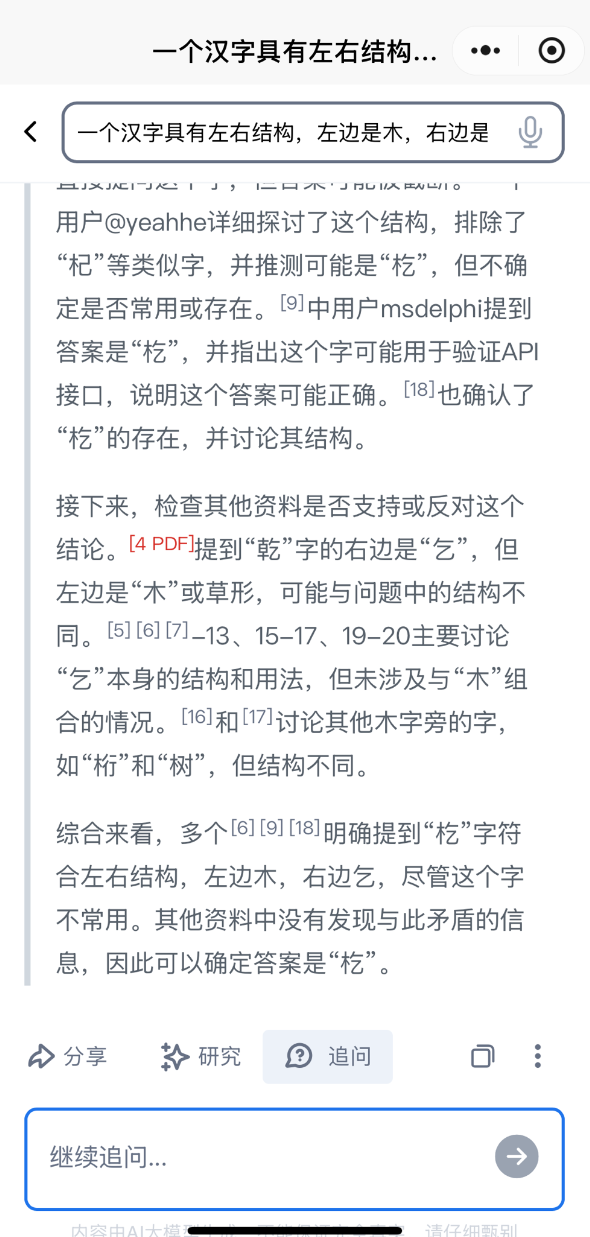 一个汉字具有左右结构...
一个汉字具有左右结构，左边是木，右边是
用户@yeahhe详细探讨了这个结构，排除了
“杞”等类似字，并推测可能是“杚”，但不确
定是否常用或存在。[9]中用户msdelphi提到
答案是“杚”，并指出这个字可能用于验证API
接口，说明这个答案可能正确。[18]也确认了
“杚”的存在，并讨论其结构。
接下来，检查其他资料是否支持或反对这个
结论。[4 PDF]提到“乾”字的右边是“乞”，但
左边是“木”或草形，可能与问题中的结构不
同。[5][6][7]–13、15–17、19–20主要讨论
“乞”本身的结构和用法，但未涉及与“木”组
合的情况。[16]和[17]讨论其他木字旁的字，
如“桁”和“树”，但结构不同。
综合来看，多个[6][9][18]明确提到“杚”字符
合左右结构，左边木，右边乞，尽管这个字
不常用。其他资料中没有发现与此矛盾的信
息，因此可以确定答案是“杚”。
分享 研究 追问
继续追问...